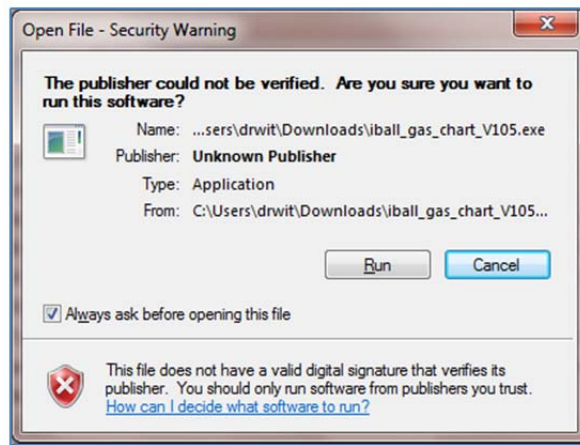 Open File - Security Warning
The publisher could not be verified.  Are you sure you want to
run this software?
Name: ...sers\drwit\Downloads\iball_gas_chart_V105.exe
Publisher: Unknown Publisher
Type: Application
From: C:\Users\drwit\Downloads\iball_gas_chart_V105...
Run Cancel
Always ask before opening this file
This file does not have a valid digital signature that verifies its
publisher.  You should only run software from publishers you trust.
How can I decide what software to run?